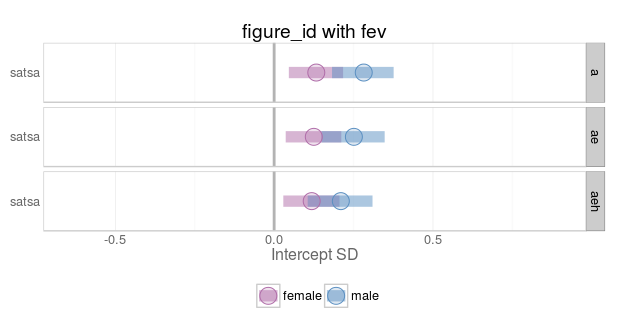 figure_id with fev
satsa
a
satsa
ae
satsa
aeh
-0.5 0.0 0.5
Intercept SD
female male